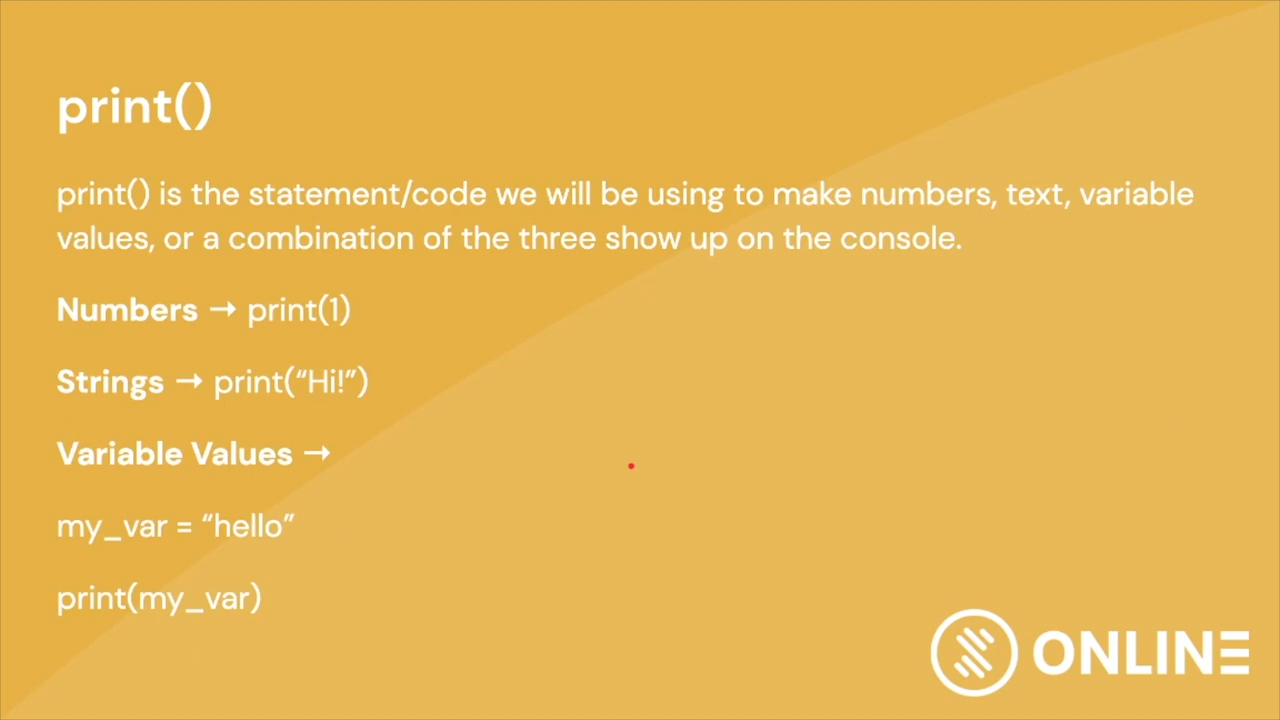 print()
print() is the statement/code we will be using to make numbers, text, variable
values, or a combination of the three show up on the console.
Numbers → print(1)
Strings → print(“Hi!”)
Variable Values →
my_var = “hello”
print(my_var)
ONLINE